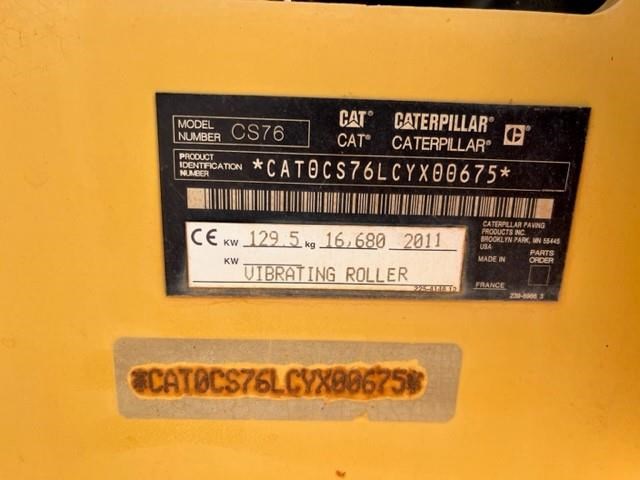 MODEL NUMBER CS76
CAT® CATERPILLAR®
CAT® CATERPILLAR®
PRODUCT IDENTIFICATION NUMBER *CAT0CS76LCYX00675*
CE KW 129.5 kg 16,680 2011
KW
VIBRATING ROLLER
CATERPILLAR PAVING
PRODUCTS INC.
BROOKLYN PARK, MN 55445
USA
MADE IN
PARTS ORDER
FRANCE
*CAT0CS76LCYX00675*